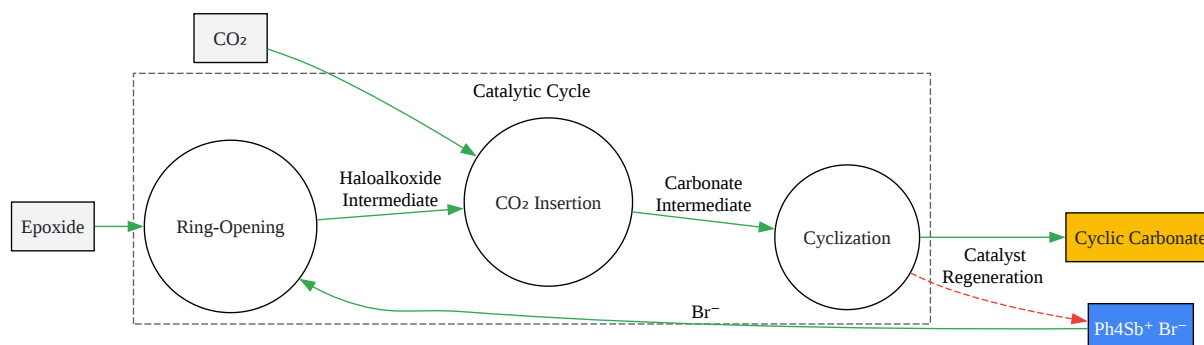 CO₂
Catalytic Cycle
Haloalkoxide
Intermediate
Carbonate
Intermediate
CO₂ Insertion
Epoxide
Ring-Opening
Cyclization
Cyclic Carbonate
Catalyst
Regeneration
Br⁻
Ph4Sb⁺ Br⁻